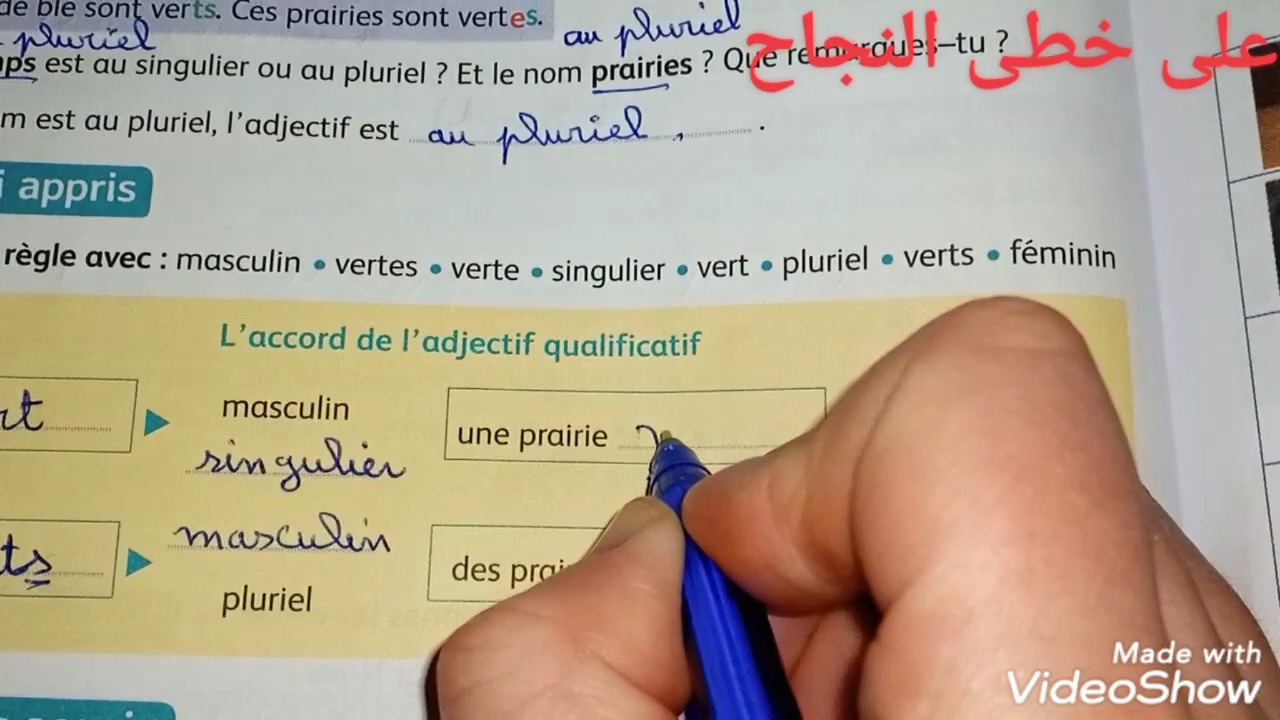 de blé sont verts. Ces prairies sont vertes.
pluriel au pluriel
على خطى النجاح
est au singulier ou au pluriel ? Et le nom prairies ? Que remarques-tu ?
m est au pluriel, l'adjectif est au pluriel .
i appris
règle avec : masculin • vertes • verte • singulier • vert • pluriel • verts • féminin
L'accord de l'adjectif qualificatif
rt masculin une prairie
singulier
ts masculin des prai
pluriel
Made with
VideoShow